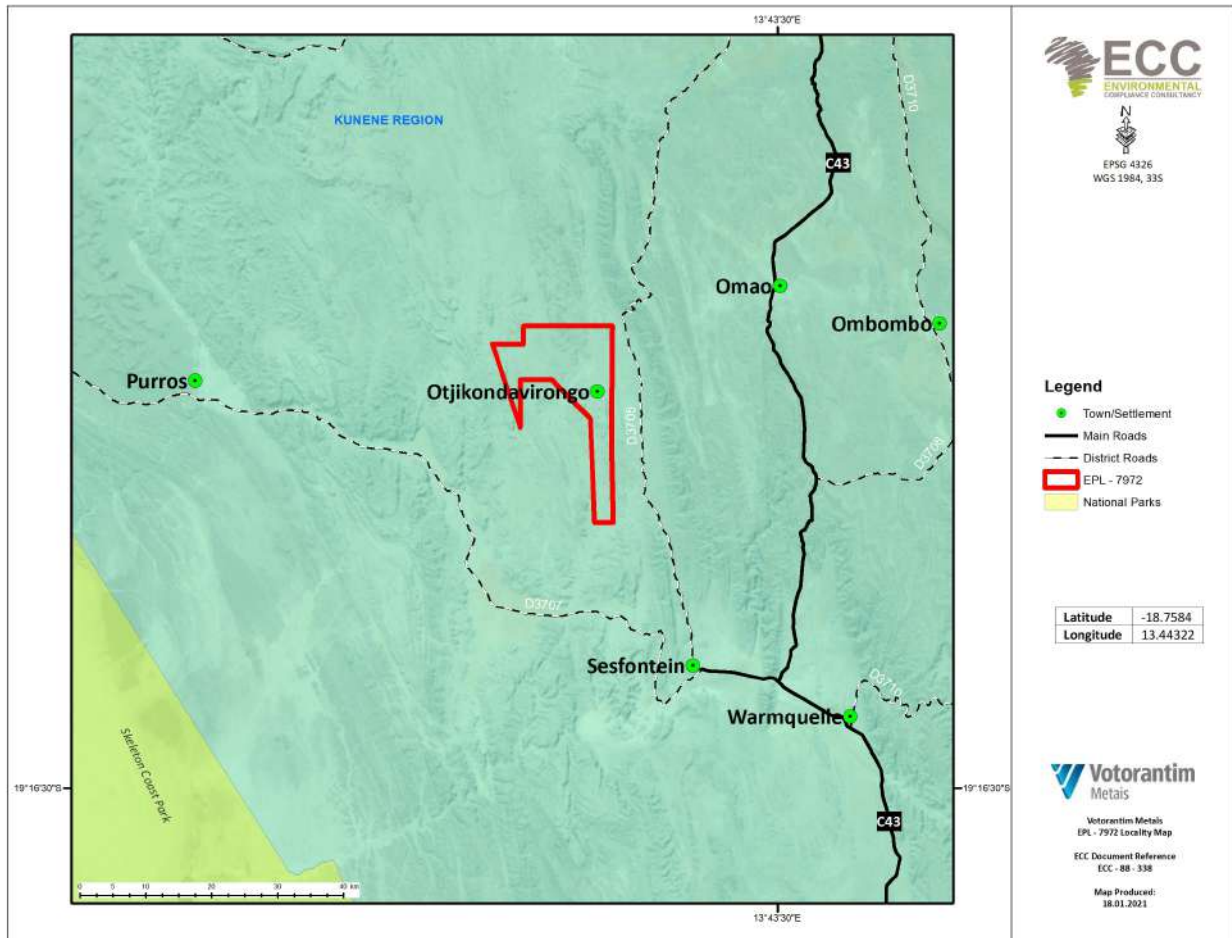 13°43'30"E
KUNENE REGION
D3710
C43
Omao
Ombombo
Purros
Otjikondavirongo
D3708
D3707
Sesfontein
D3710
Warmquelle
Skeleton Coast Park
19°16'30"S
19°16'30"S
C43
0 5 10 20 30 40 km
13°43'30"E
ECC
ENVIRONMENTAL
COMPLIANCE CONSULTANCY
N
EPSG 4326
WGS 1984, 33S
Legend
Town/Settlement
Main Roads
District Roads
EPL - 7972
National Parks
Latitude -18.7584
Longitude 13.44322
Votorantim
Metais
Votorantim Metals
EPL - 7972 Locality Map
ECC Document Reference
ECC - 88 - 338
Map Produced:
18.01.2021